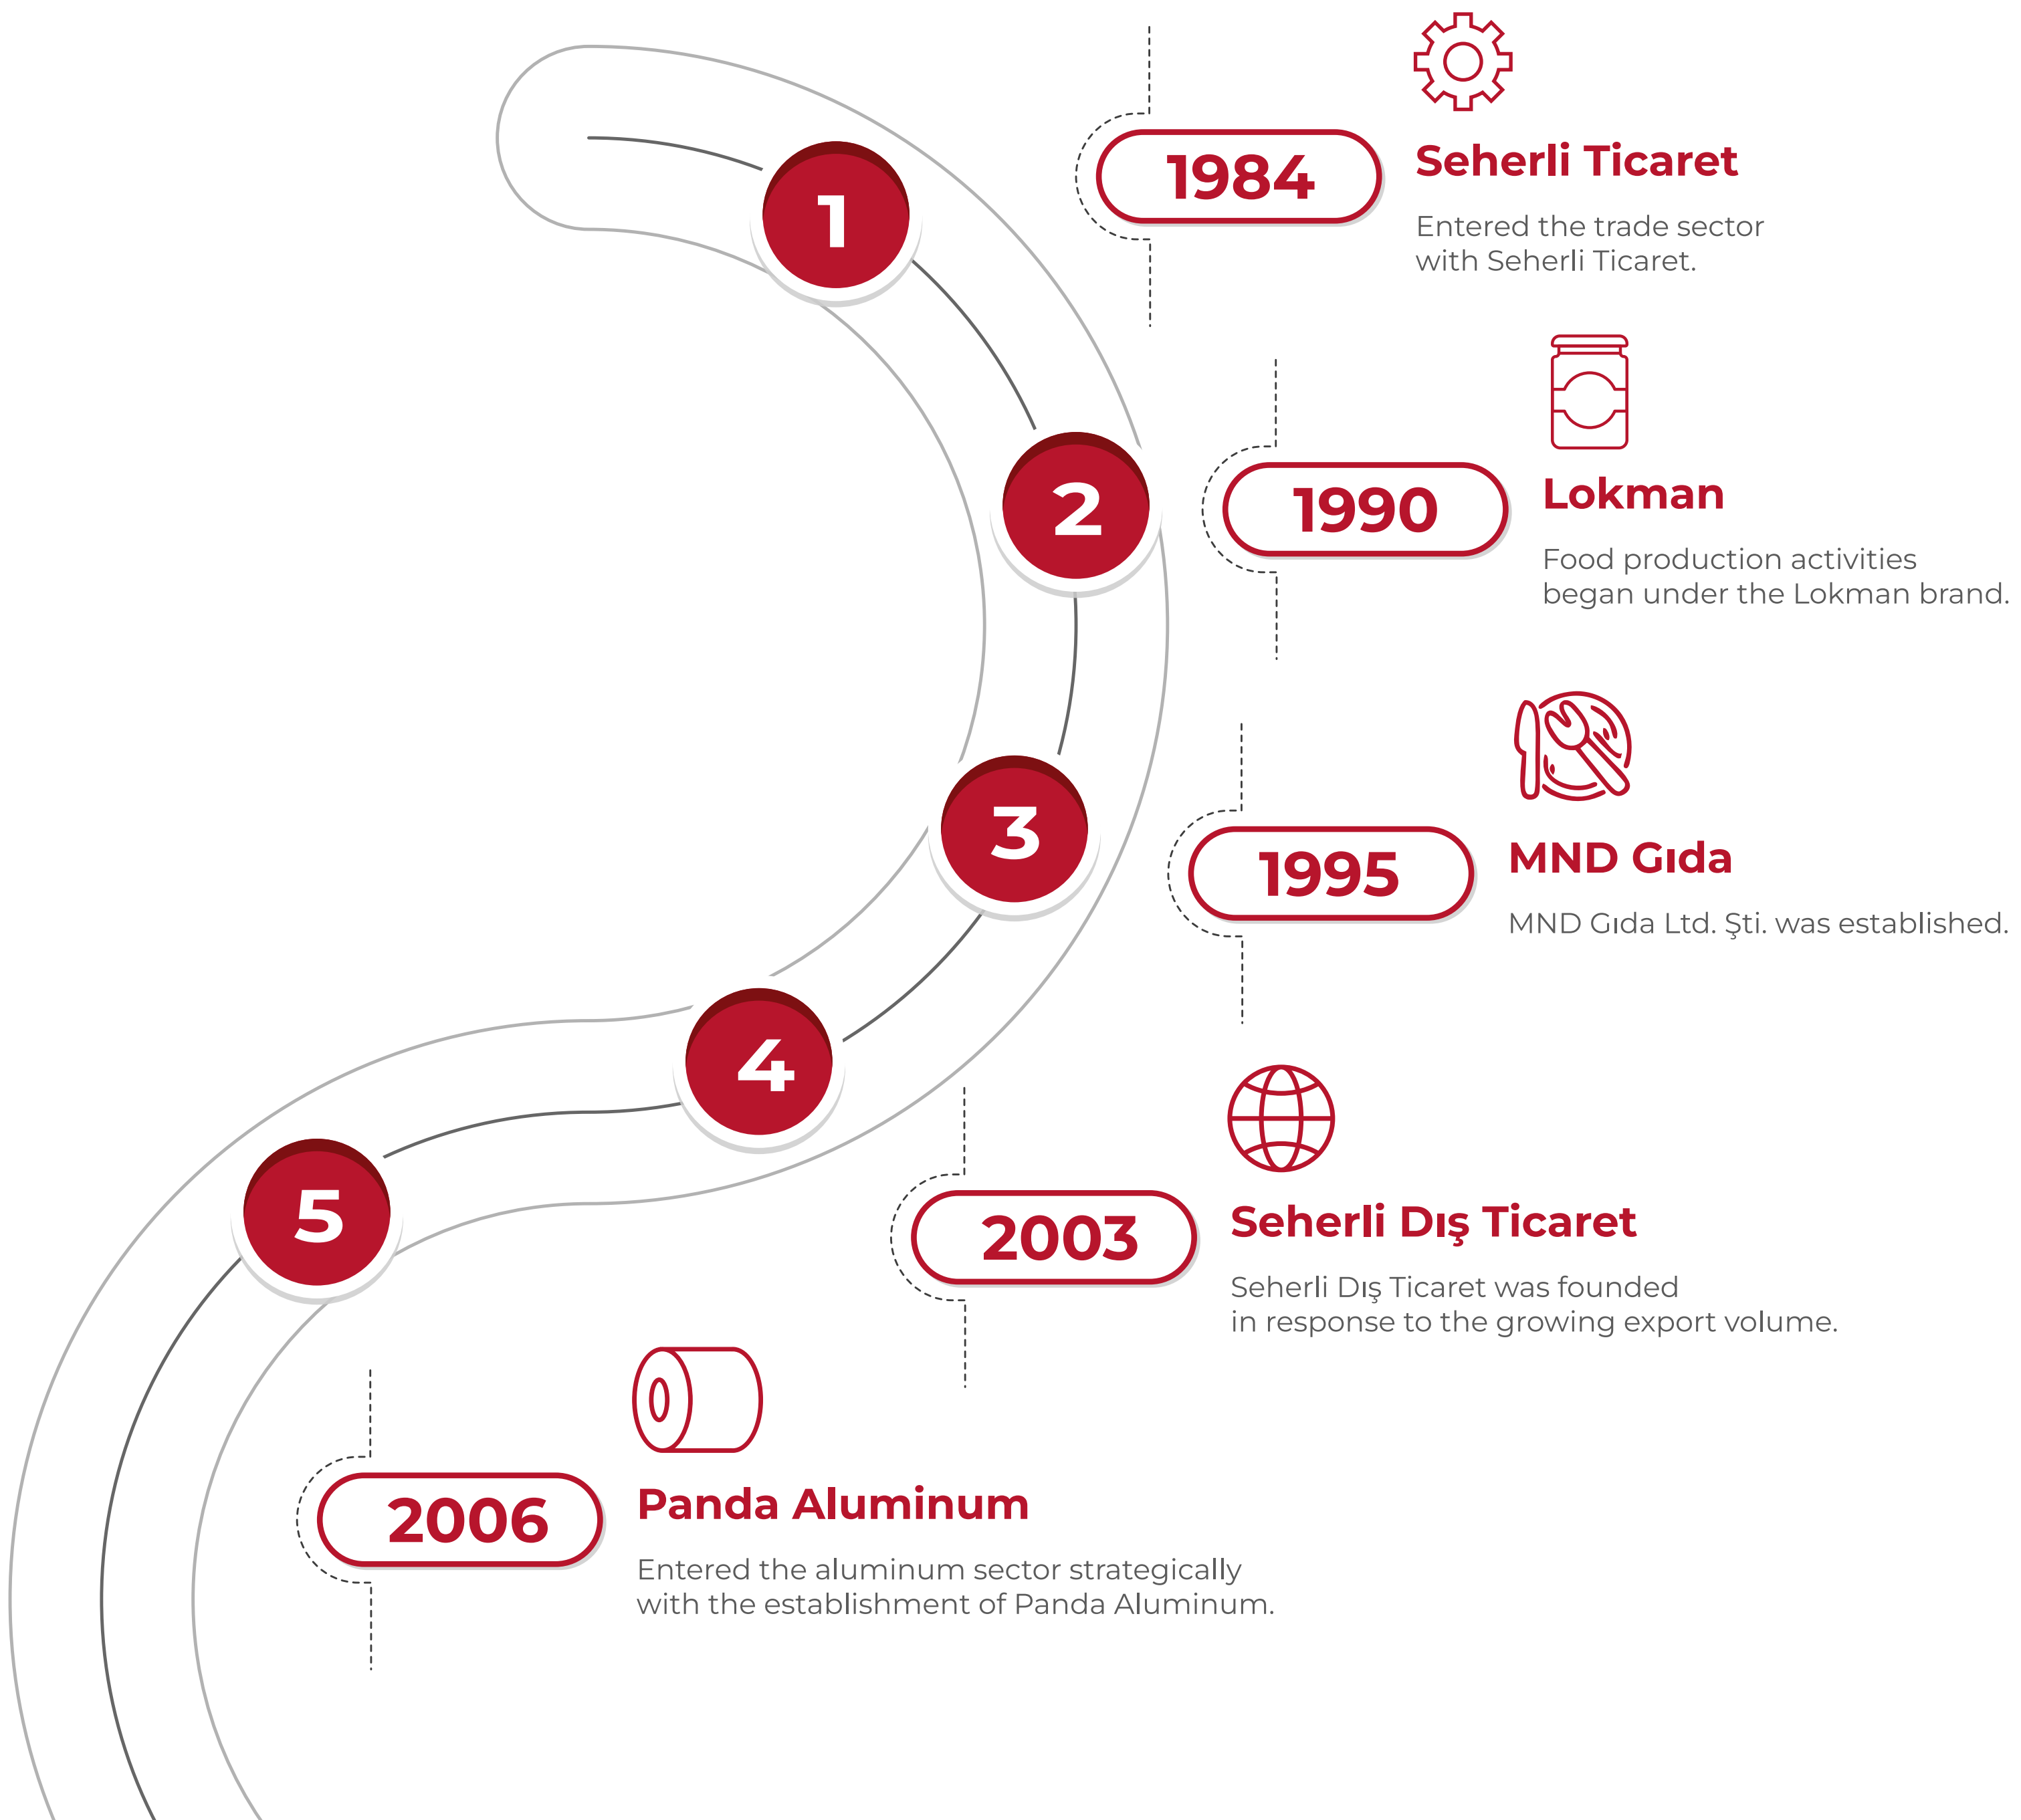 1
1984
Seherli Ticaret
Entered the trade sector
with Seherli Ticaret.
2
1990
Lokman
Food production activities
began under the Lokman brand.
3
1995
MND Gıda
MND Gıda Ltd. Şti. was established.
4
2003
Seherli Dış Ticaret
Seherli Dış Ticaret was founded
in response to the growing export volume.
5
2006
Panda Aluminum
Entered the aluminum sector strategically
with the establishment of Panda Aluminum.